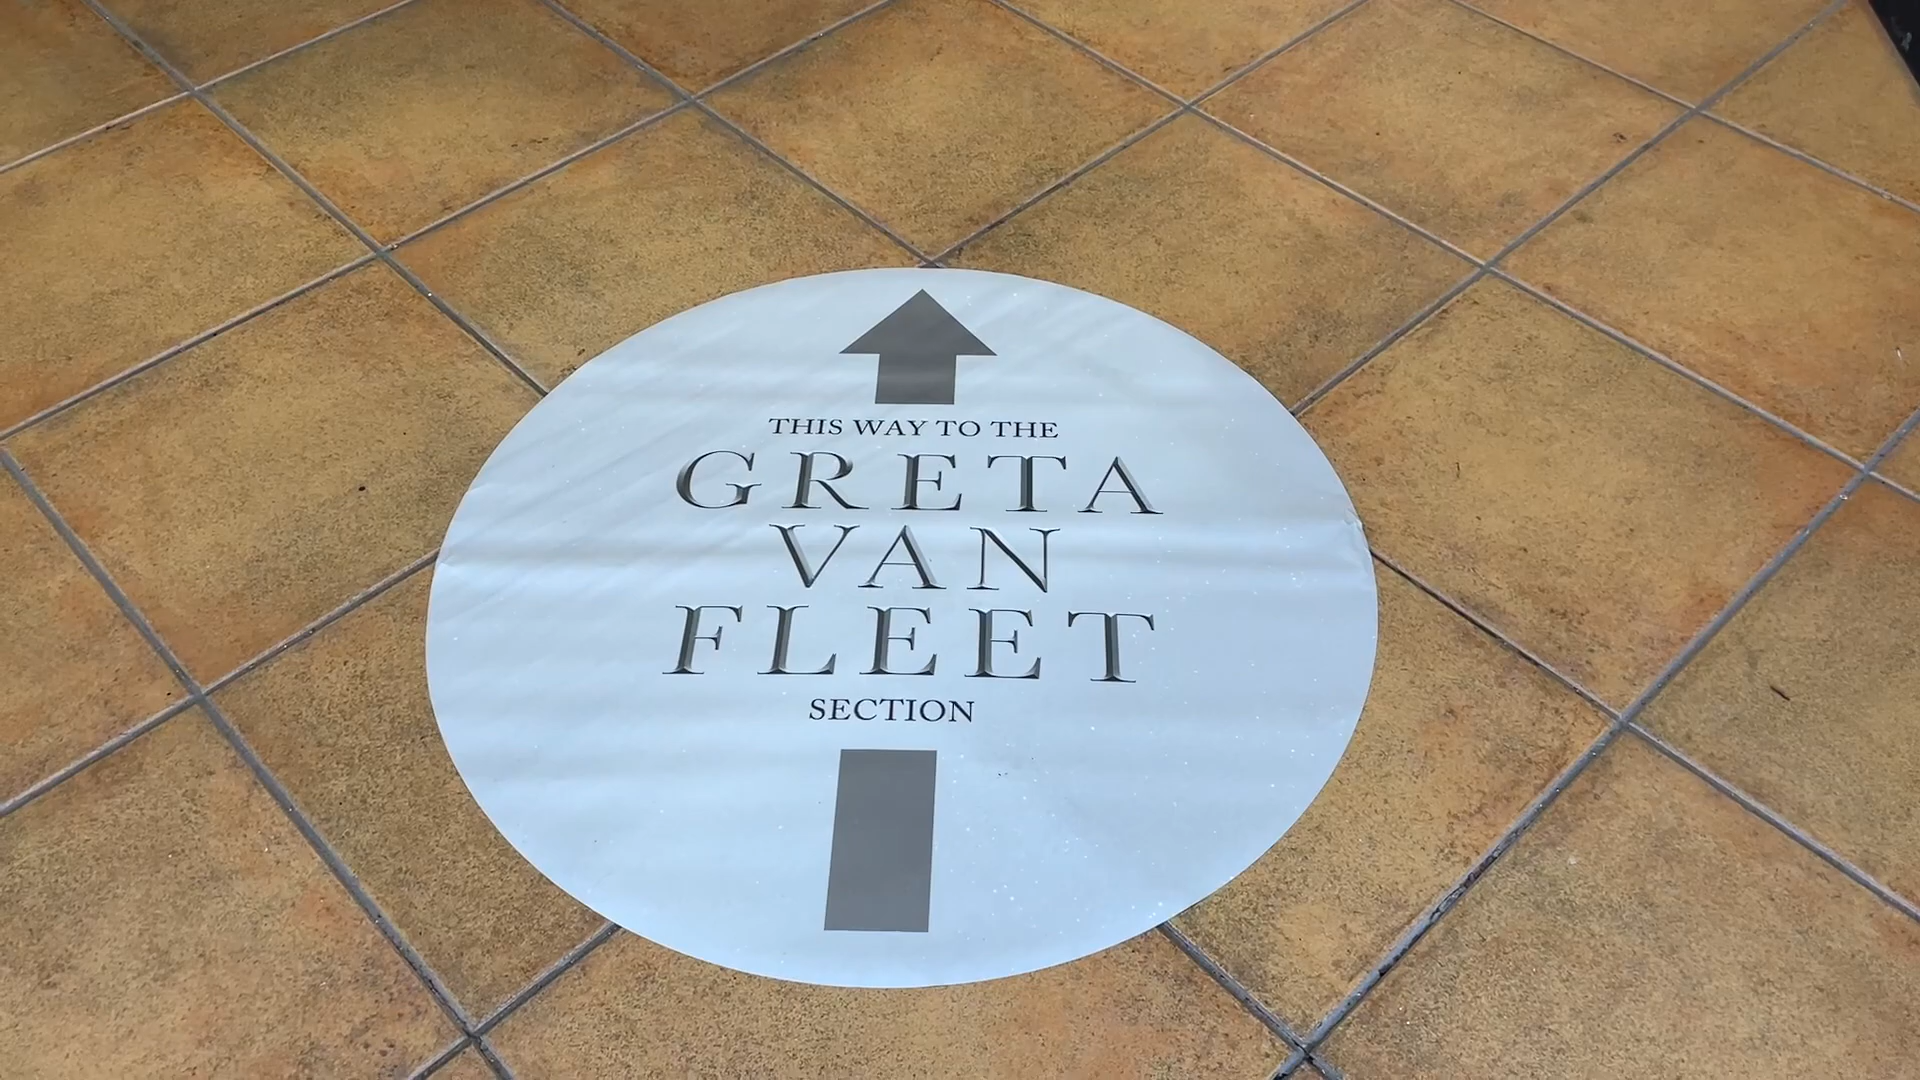 THIS WAY TO THE
GRETA
VAN
FLEET
SECTION